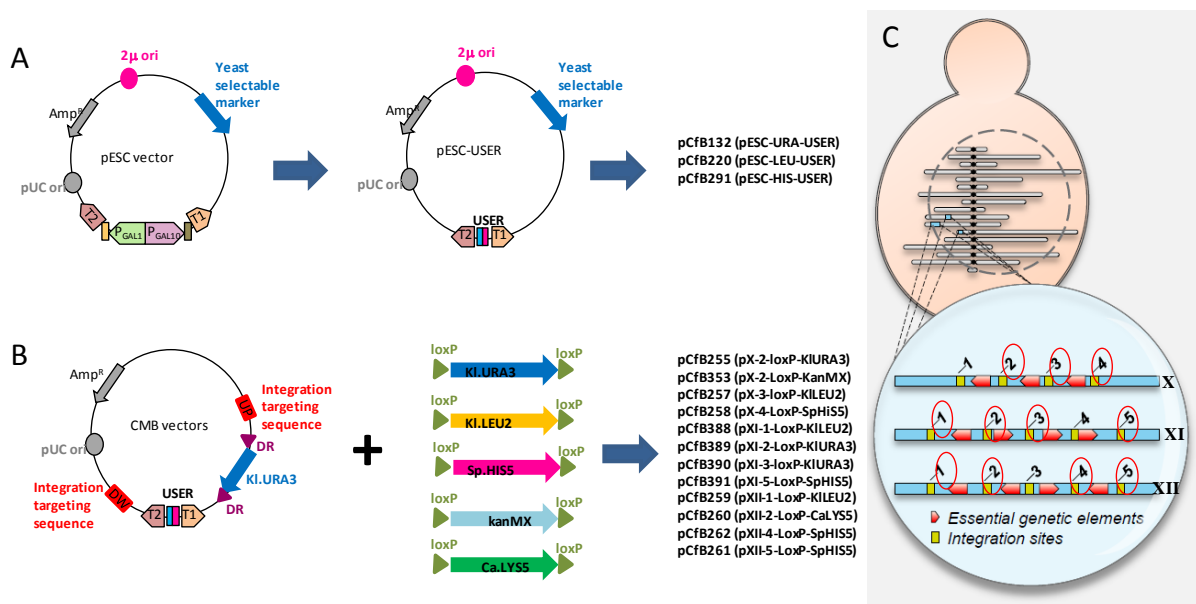 A
2µ ori
Yeast
selectable
marker
AmpR
pESC vector
pUC ori
T2
PGAL1
PGAL10
T1
2µ ori
Yeast
selectable
marker
AmpR
pESC-USER
pUC ori
USER
T2
T1
pCfB132 (pESC-URA-USER)
pCfB220 (pESC-LEU-USER)
pCfB291 (pESC-HIS-USER)
B
AmpR
pUC ori
CMB vectors
UP
Integration
targeting
sequence
DR
Kl.URA3
DR
Integration
targeting
sequence
DW
USER
T2
T1
+
loxP
loxP
Kl.URA3
loxP
loxP
Kl.LEU2
loxP
loxP
Sp.HIS5
loxP
loxP
kanMX
loxP
loxP
Ca.LYS5
pCfB255 (pX-2-loxP-KlURA3)
pCfB353 (pX-2-LoxP-KanMX)
pCfB257 (pX-3-loxP-KlLEU2)
pCfB258 (pX-4-LoxP-SpHiS5)
pCfB388 (pXI-1-LoxP-KlLEU2)
pCfB389 (pXI-2-LoxP-KlURA3)
pCfB390 (pXI-3-loxP-KlURA3)
pCfB391 (pXI-5-LoxP-SpHIS5)
pCfB259 (pXII-1-LoxP-KlLEU2)
pCfB260 (pXII-2-LoxP-CaLYS5)
pCfB262 (pXII-4-LoxP-SpHIS5)
pCfB261 (pXII-5-LoxP-SpHIS5)
C
1 2 3 4
X
1 2 3 4 5
XI
1 2 3 4 5
XII
Essential genetic elements
Integration sites